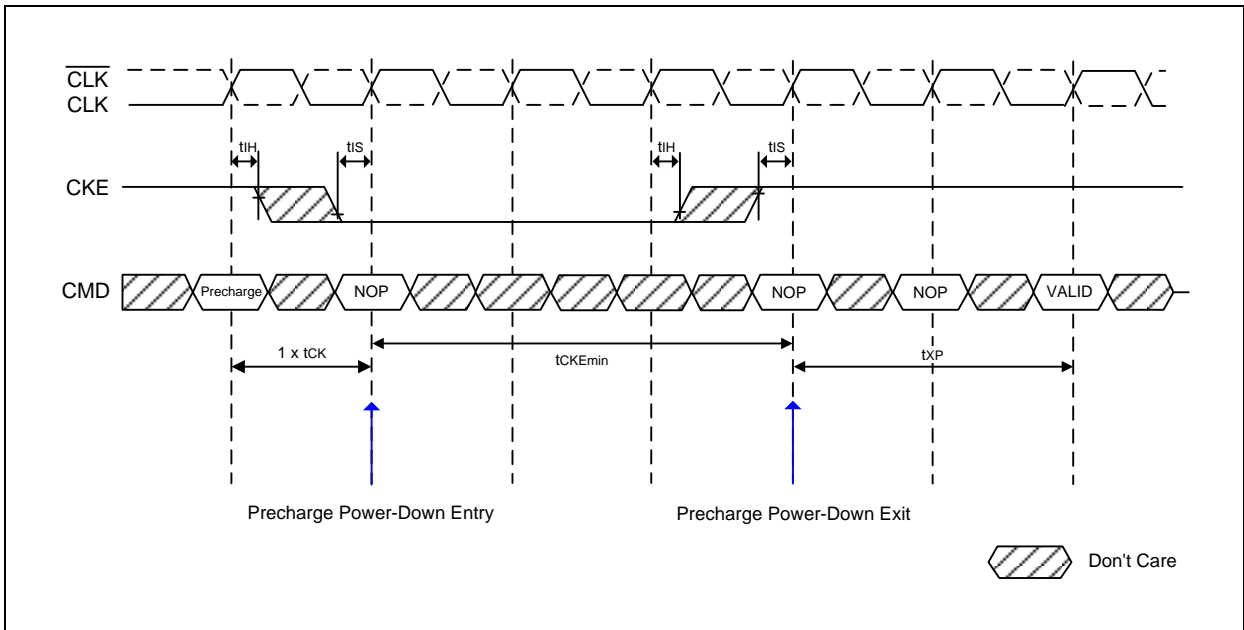 CLK
CLK
tIH
tIS
tIH
tIS
CKE
CMD
Precharge
NOP
NOP
NOP
VALID
1 x tCK
tCKEmin
tXP
Precharge Power-Down Entry
Precharge Power-Down Exit
Don't Care